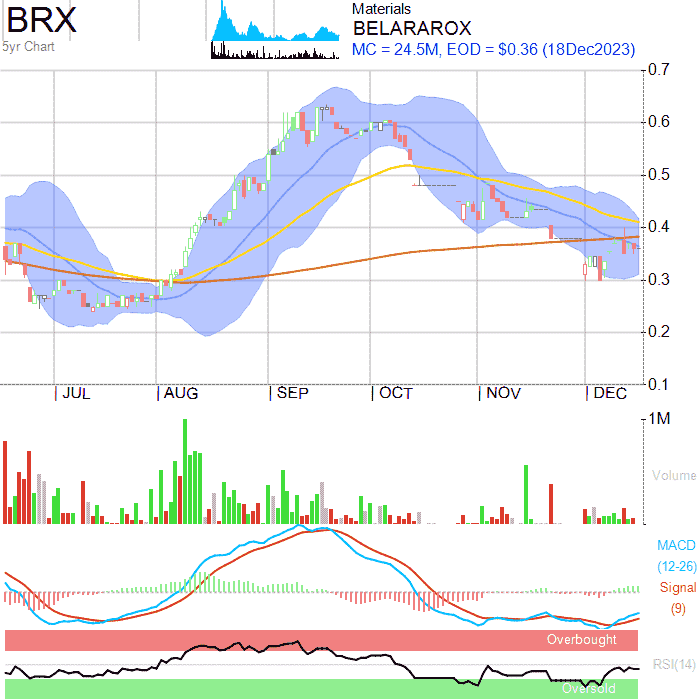 BRX
5yr Chart
Materials
BELARAROX
MC = 24.5M, EOD = $0.36 (18Dec2023)
0.7
0.6
0.5
0.4
0.3
0.2
0.1
JUL AUG SEP OCT NOV DEC
1M
Volume
MACD
(12-26)
Signal
(9)
Overbought
RSI(14)
Oversold